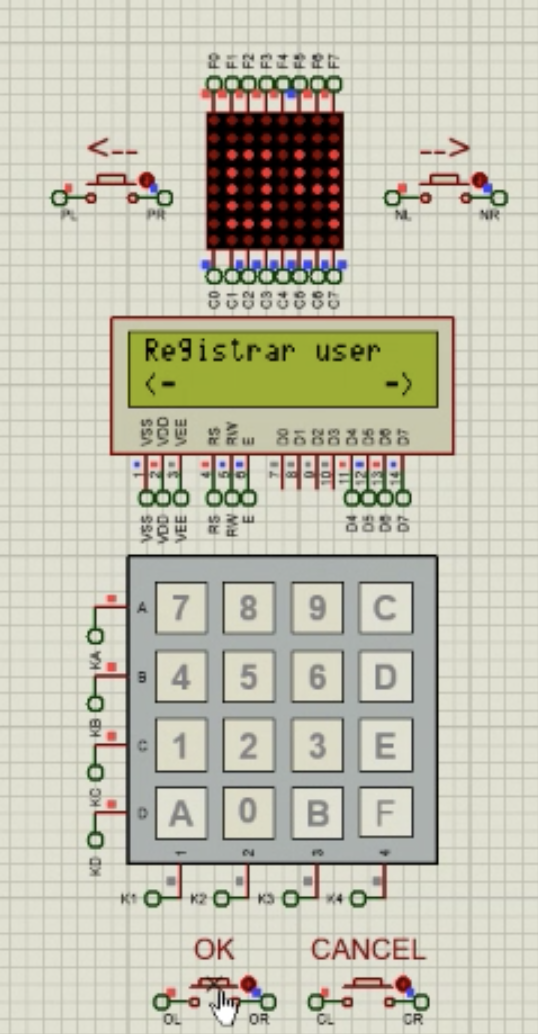 F0 F1 F2 F3 F4 F5 F6 F7
<-- -->
PL PR NL NR
C0 C1 C2 C3 C4 C5 C6 C7
Registrar user
<- ->
VSS VDD VEE RS RW E D0 D1 D2 D3 D4 D5 D6 D7
1 2 3 4 5 6 7 8 9 10 11 12 13 14
VSS VDD VEE RS RW E D4 D5 D6 D7
A 7 8 9 C
KA
B 4 5 6 D
KB
C 1 2 3 E
KC
D A 0 B F
KD
1 2 3 4
K1 K2 K3 K4
OK CANCEL
OL OR CL CR